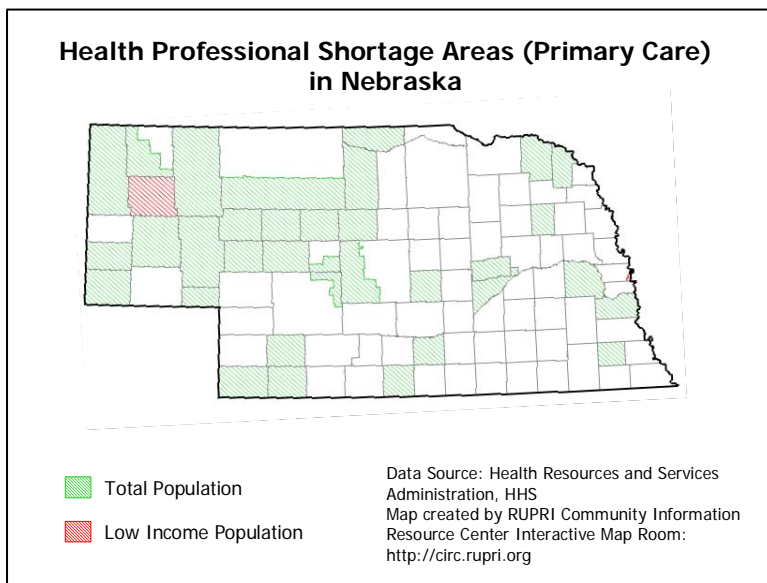 Health Professional Shortage Areas (Primary Care)
in Nebraska
Total Population
Low Income Population
Data Source: Health Resources and Services
Administration, HHS
Map created by RUPRI Community Information
Resource Center Interactive Map Room:
http://circ.rupri.org